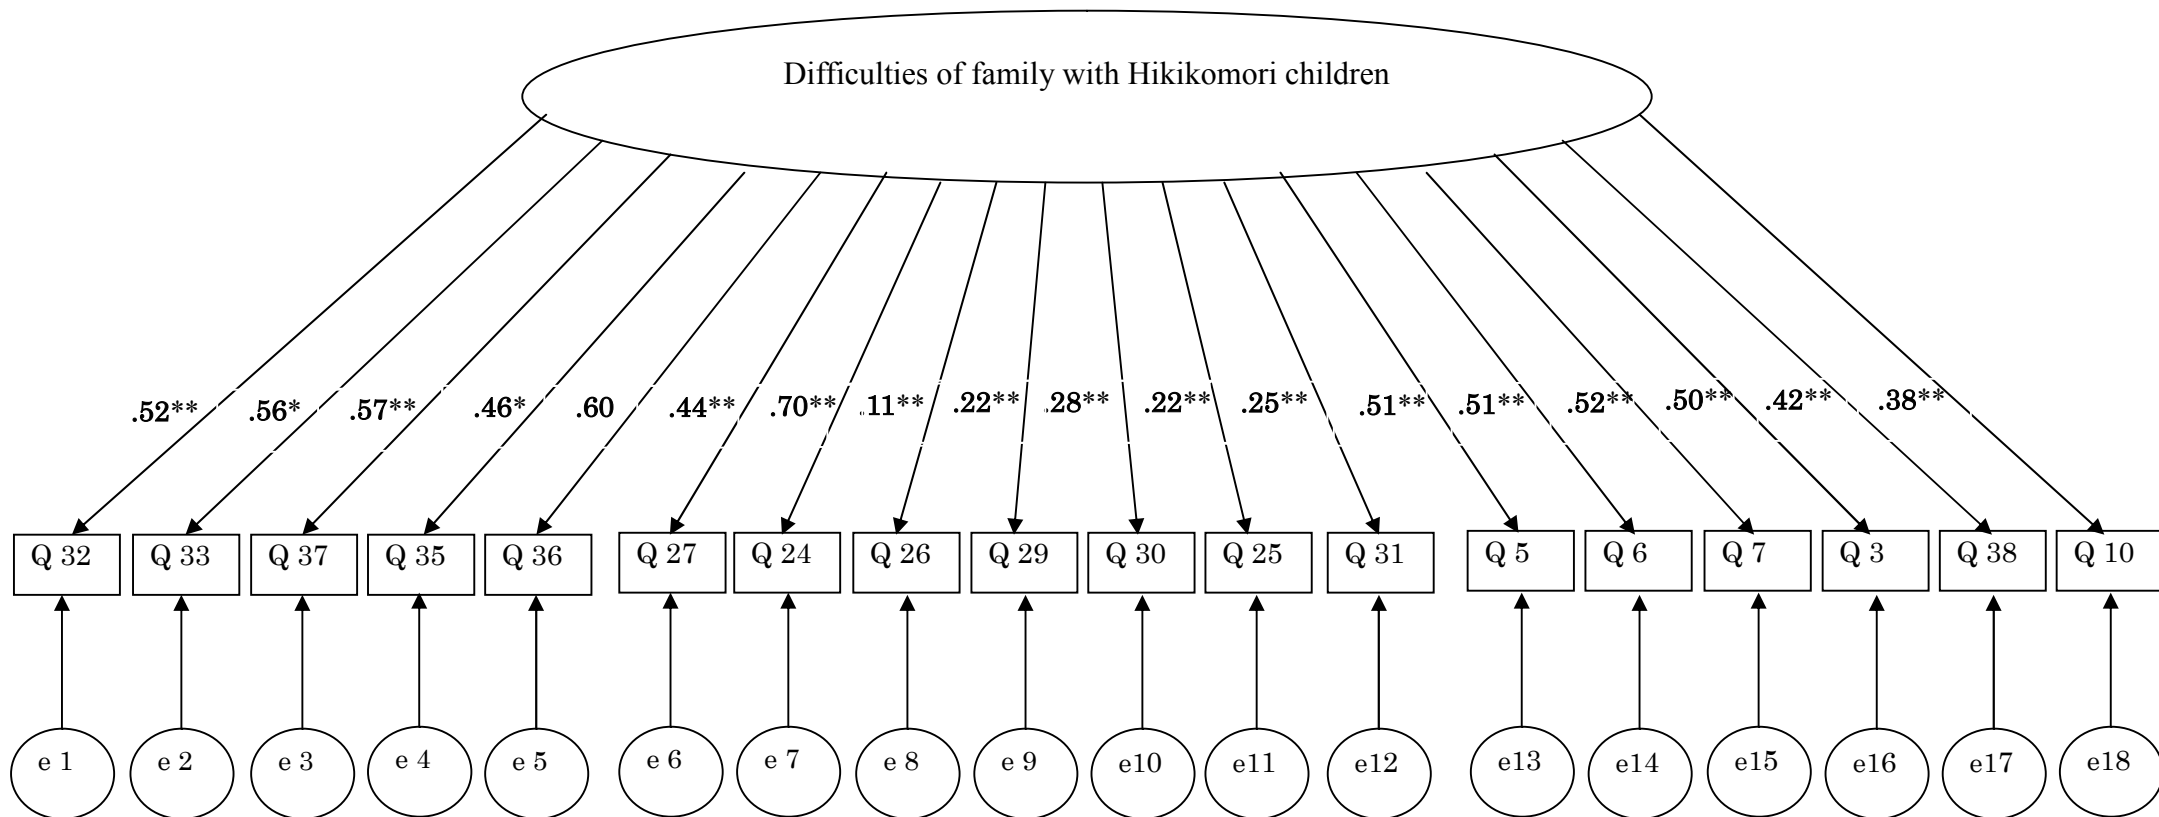 Difficulties of family with Hikikomori children
.52** .56* .57** .46* .60 .44** .70** .11** .22** .28** .22** .25** .51** .51** .52** .50** .42** .38**
Q 32 Q 33 Q 37 Q 35 Q 36 Q 27 Q 24 Q 26 Q 29 Q 30 Q 25 Q 31 Q 5 Q 6 Q 7 Q 3 Q 38 Q 10
e 1 e 2 e 3 e 4 e 5 e 6 e 7 e 8 e 9 e10 e11 e12 e13 e14 e15 e16 e17 e18